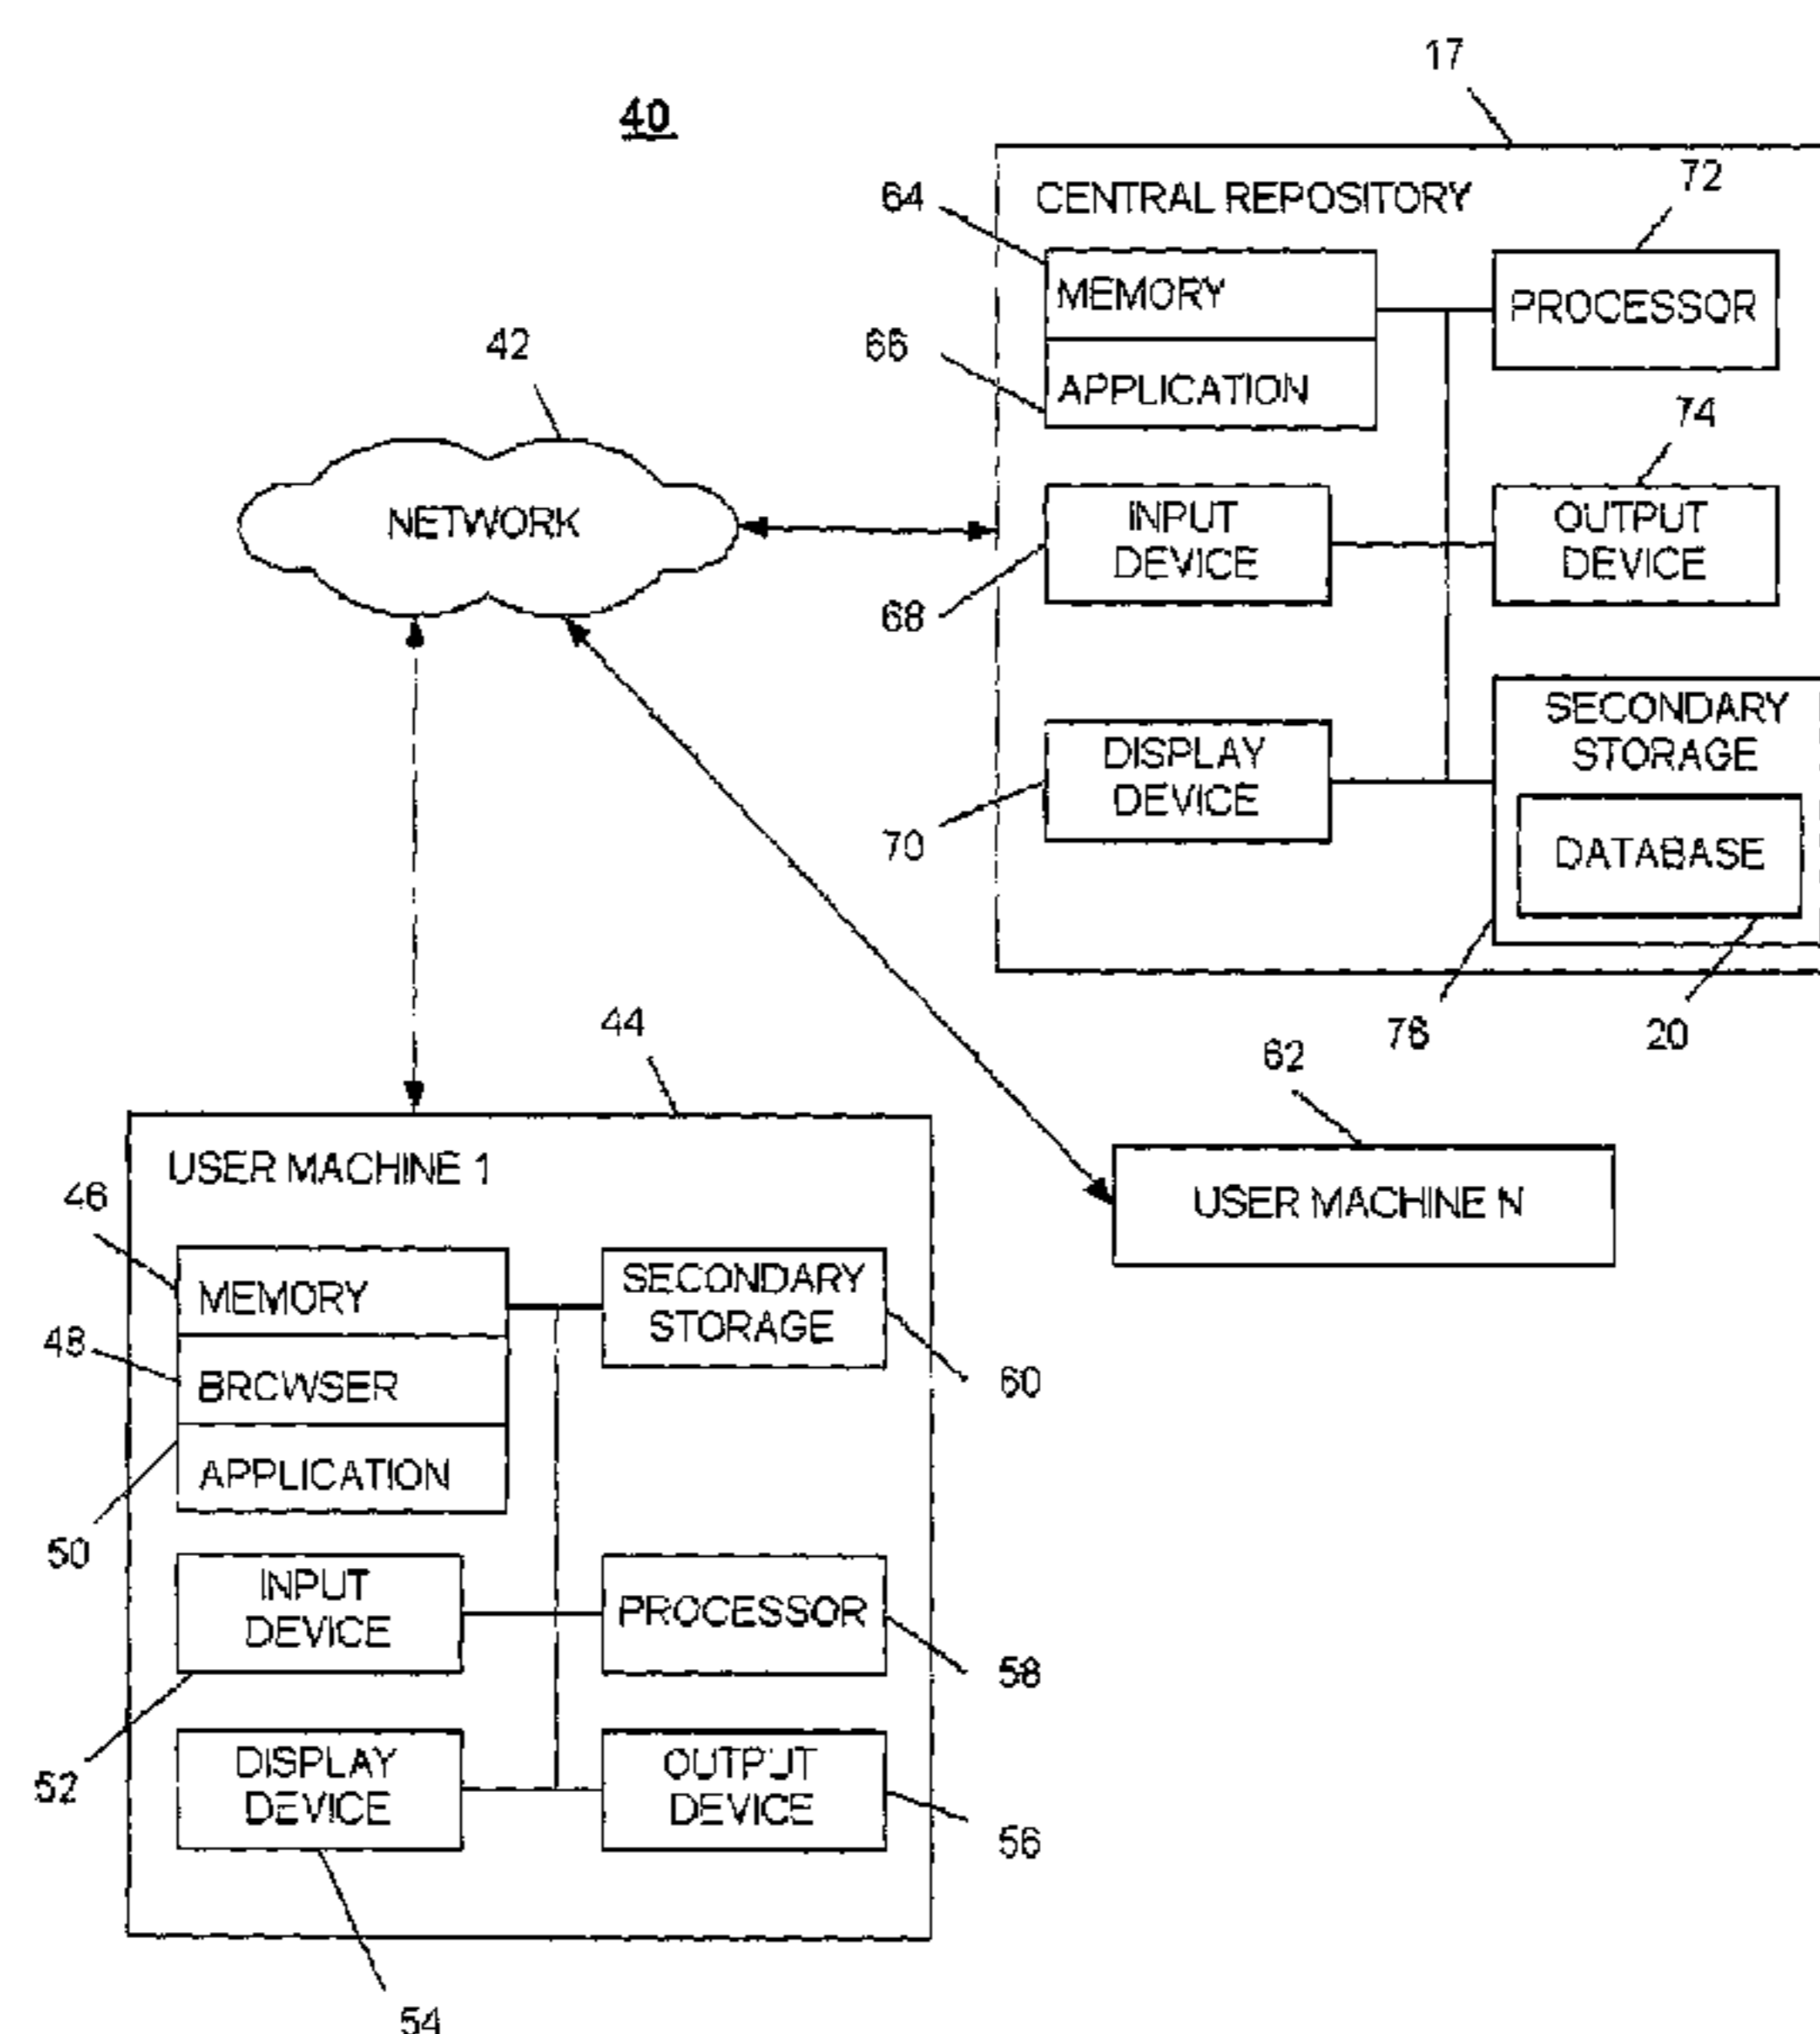 40
17
CENTRAL REPOSITORY
64
72
MEMORY
PROCESSOR
66
APPLICATION
74
42
NETWORK
INPUT
DEVICE
OUTPUT
DEVICE
68
DISPLAY
DEVICE
SECONDARY
STORAGE
70
DATABASE
76
20
62
USER MACHINE N
44
USER MACHINE 1
46
MEMORY
SECONDARY
STORAGE
48
BROWSER
60
APPLICATION
50
INPUT
DEVICE
PROCESSOR
58
52
DISPLAY
DEVICE
OUTPUT
DEVICE
56
54